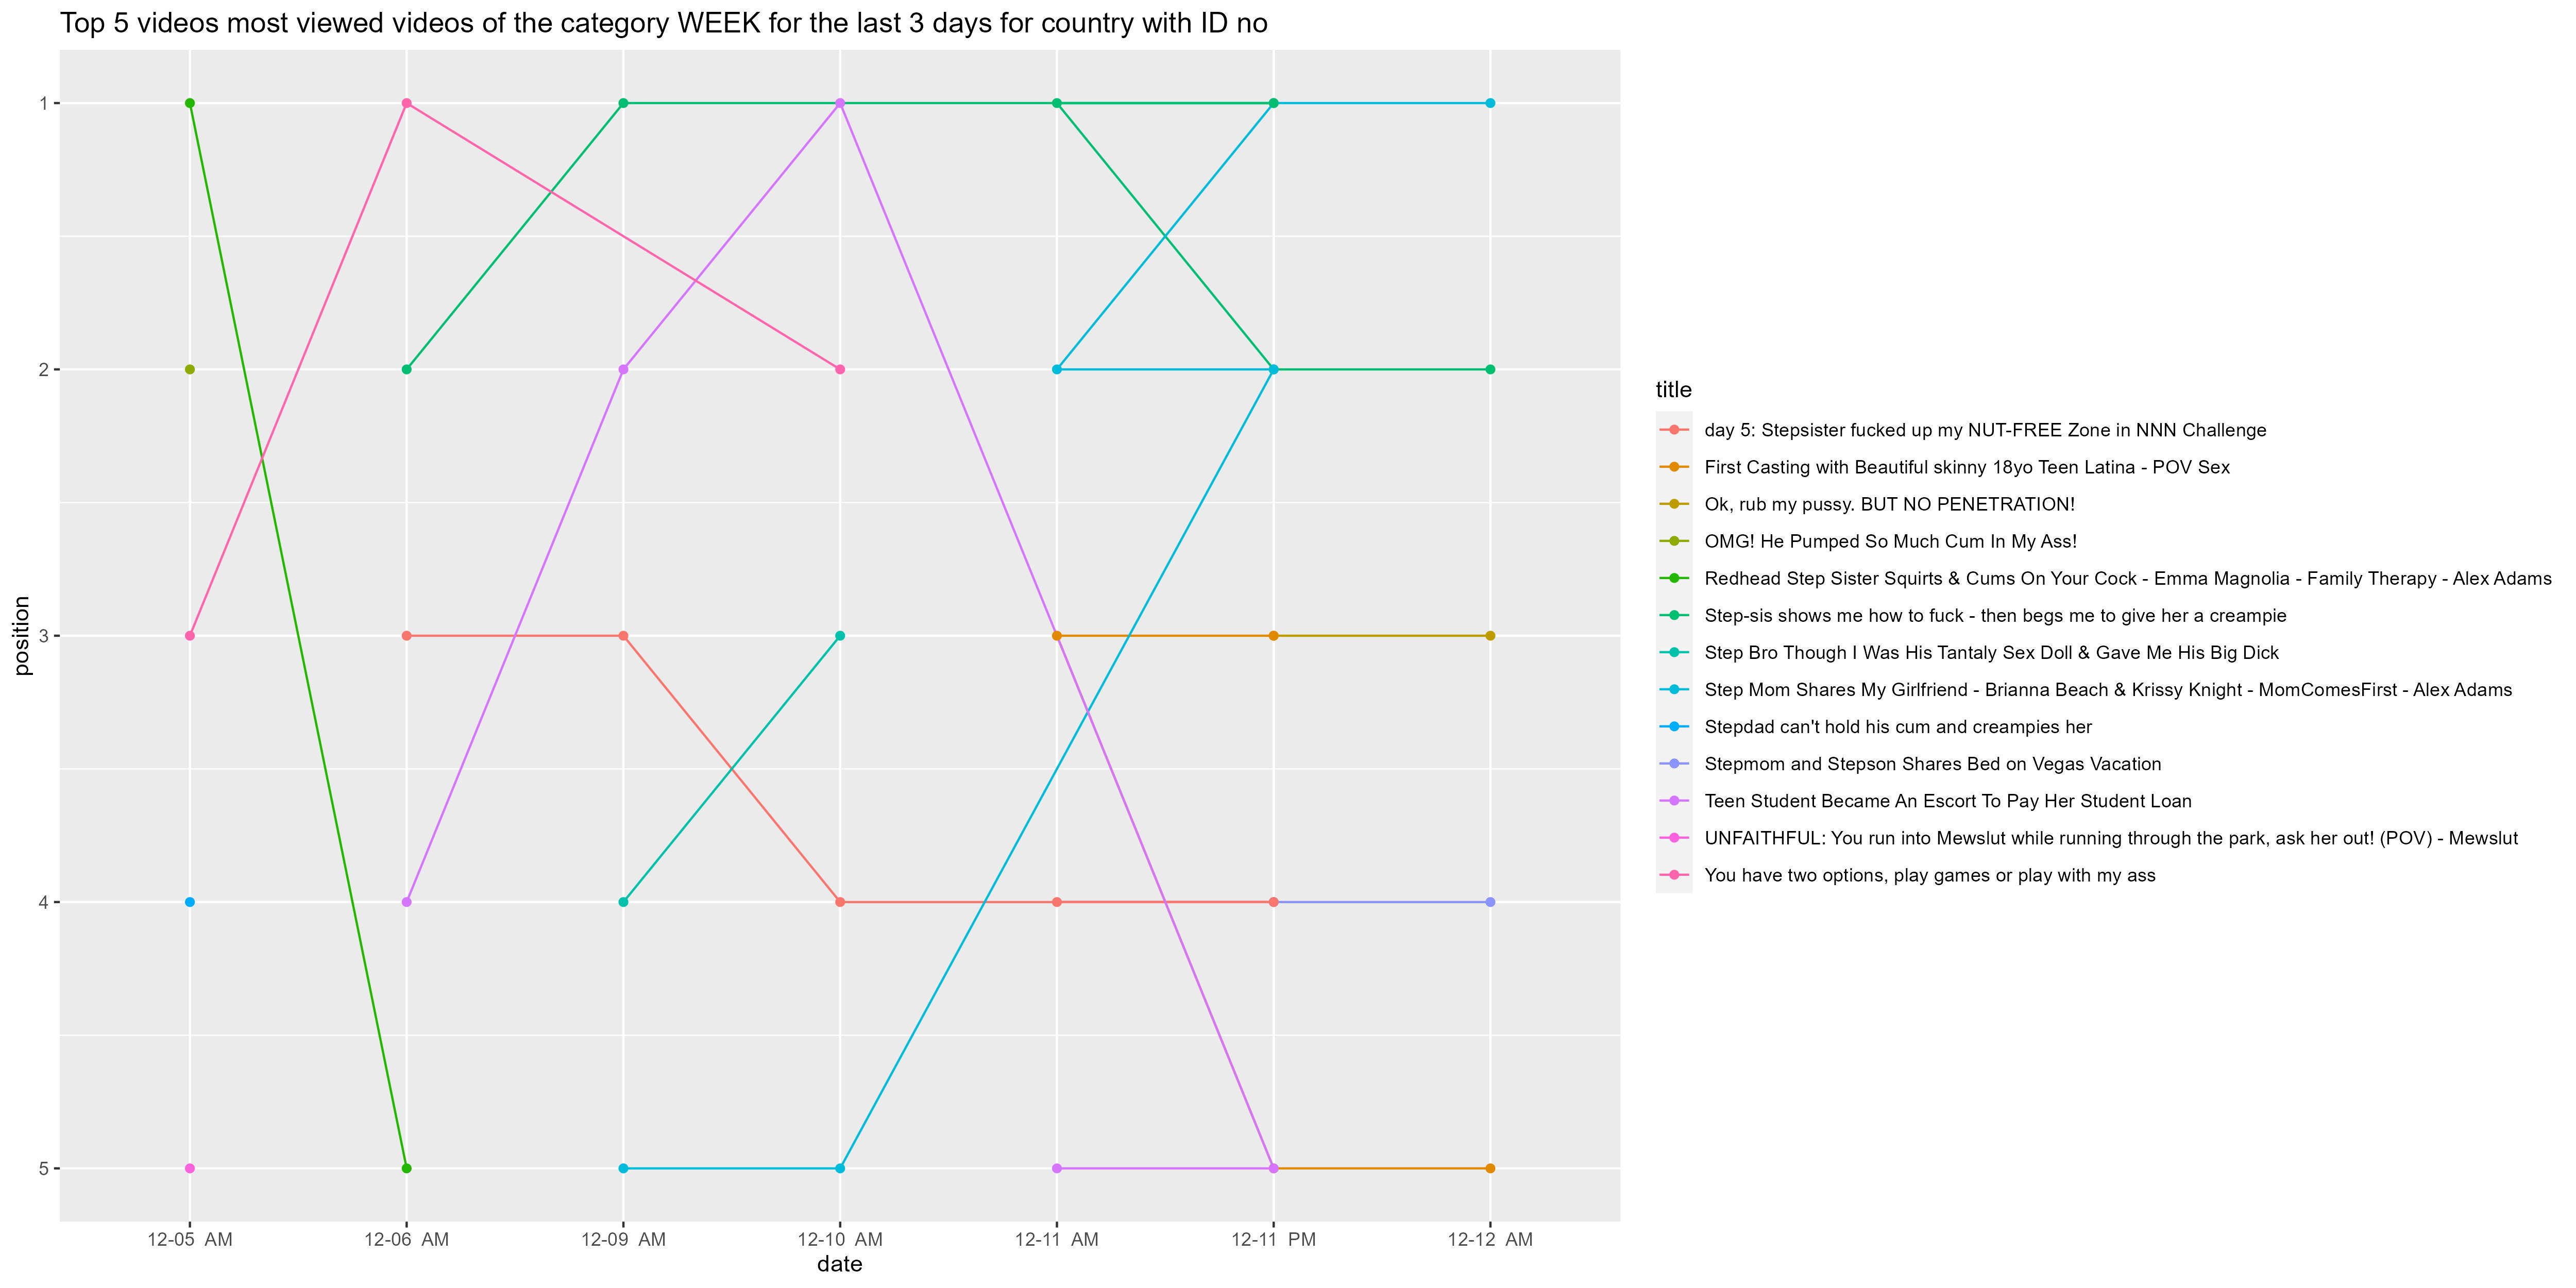 Top 5 videos most viewed videos of the category WEEK for the last 3 days for country with ID no
position
1
2
3
4
5
12-05 AM
12-06 AM
12-09 AM
12-10 AM
12-11 AM
12-11 PM
12-12 AM
date
title
day 5: Stepsister fucked up my NUT-FREE Zone in NNN Challenge
First Casting with Beautiful skinny 18yo Teen Latina - POV Sex
Ok, rub my pussy. BUT NO PENETRATION!
OMG! He Pumped So Much Cum In My Ass!
Redhead Step Sister Squirts & Cums On Your Cock - Emma Magnolia - Family Therapy - Alex Adams
Step-sis shows me how to fuck - then begs me to give her a creampie
Step Bro Though I Was His Tantaly Sex Doll & Gave Me His Big Dick
Step Mom Shares My Girlfriend - Brianna Beach & Krissy Knight - MomComesFirst - Alex Adams
Stepdad can't hold his cum and creampies her
Stepmom and Stepson Shares Bed on Vegas Vacation
Teen Student Became An Escort To Pay Her Student Loan
UNFAITHFUL: You run into Mewslut while running through the park, ask her out! (POV) - Mewslut
You have two options, play games or play with my ass